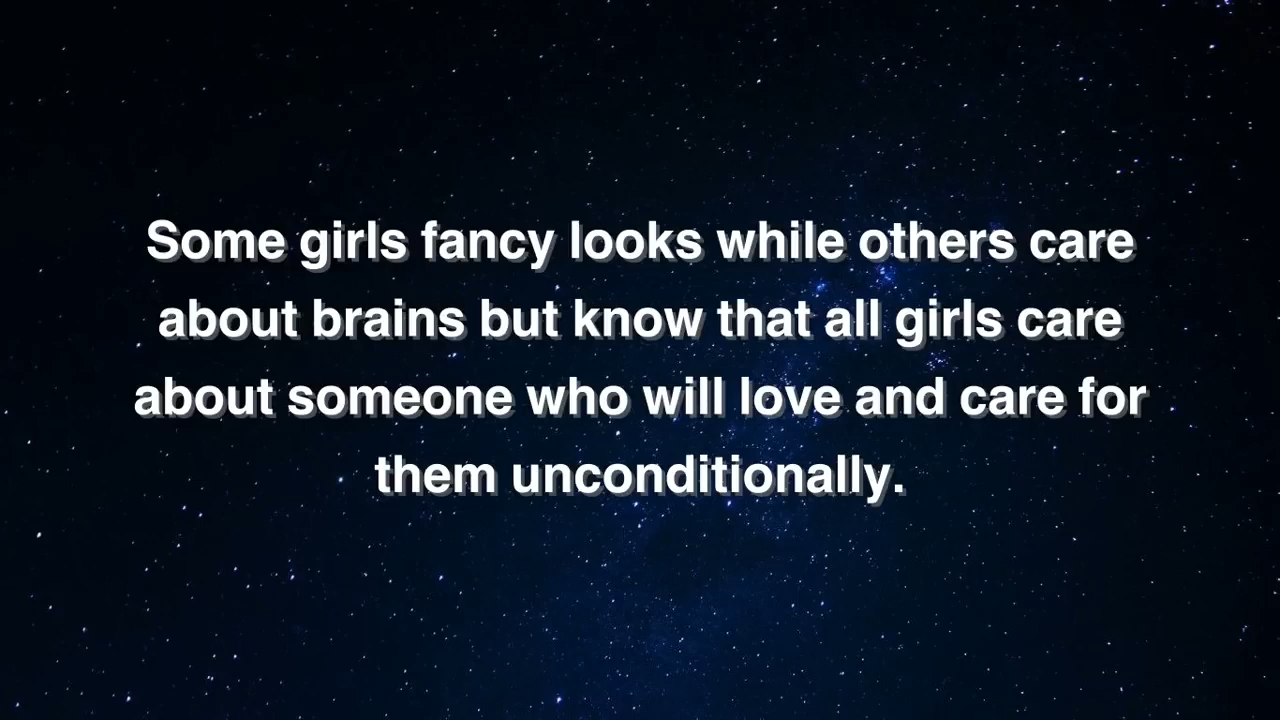 Some girls fancy looks while others care
about brains but know that all girls care
about someone who will love and care for
them unconditionally.